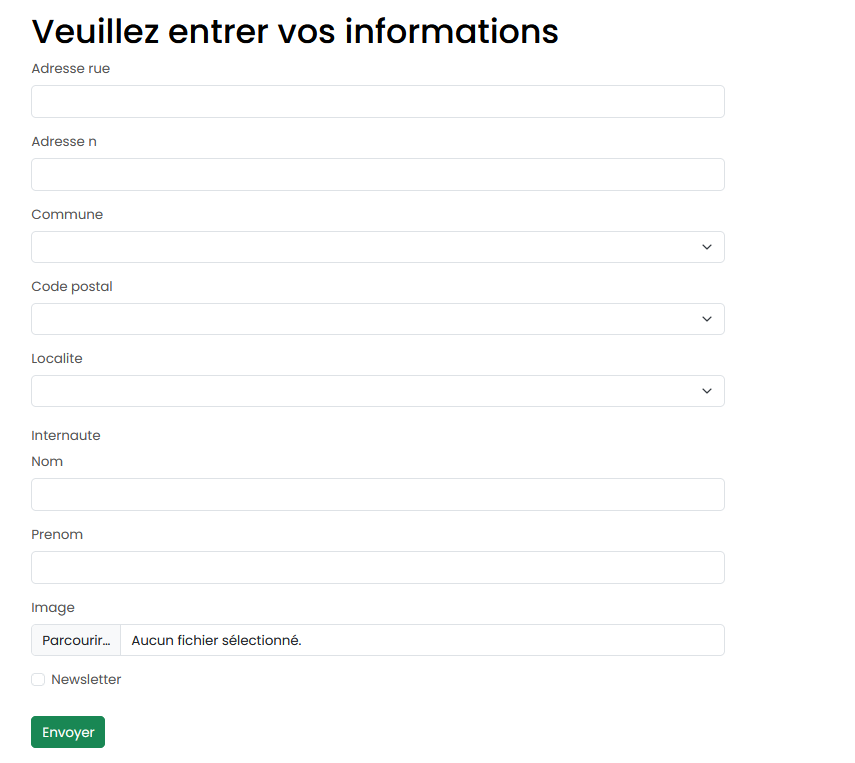 Veuillez entrer vos informations
Adresse rue
Adresse n
Commune
Code postal
Localite
Internaute
Nom
Prenom
Image
Parcourir... Aucun fichier sélectionné.
Newsletter
Envoyer